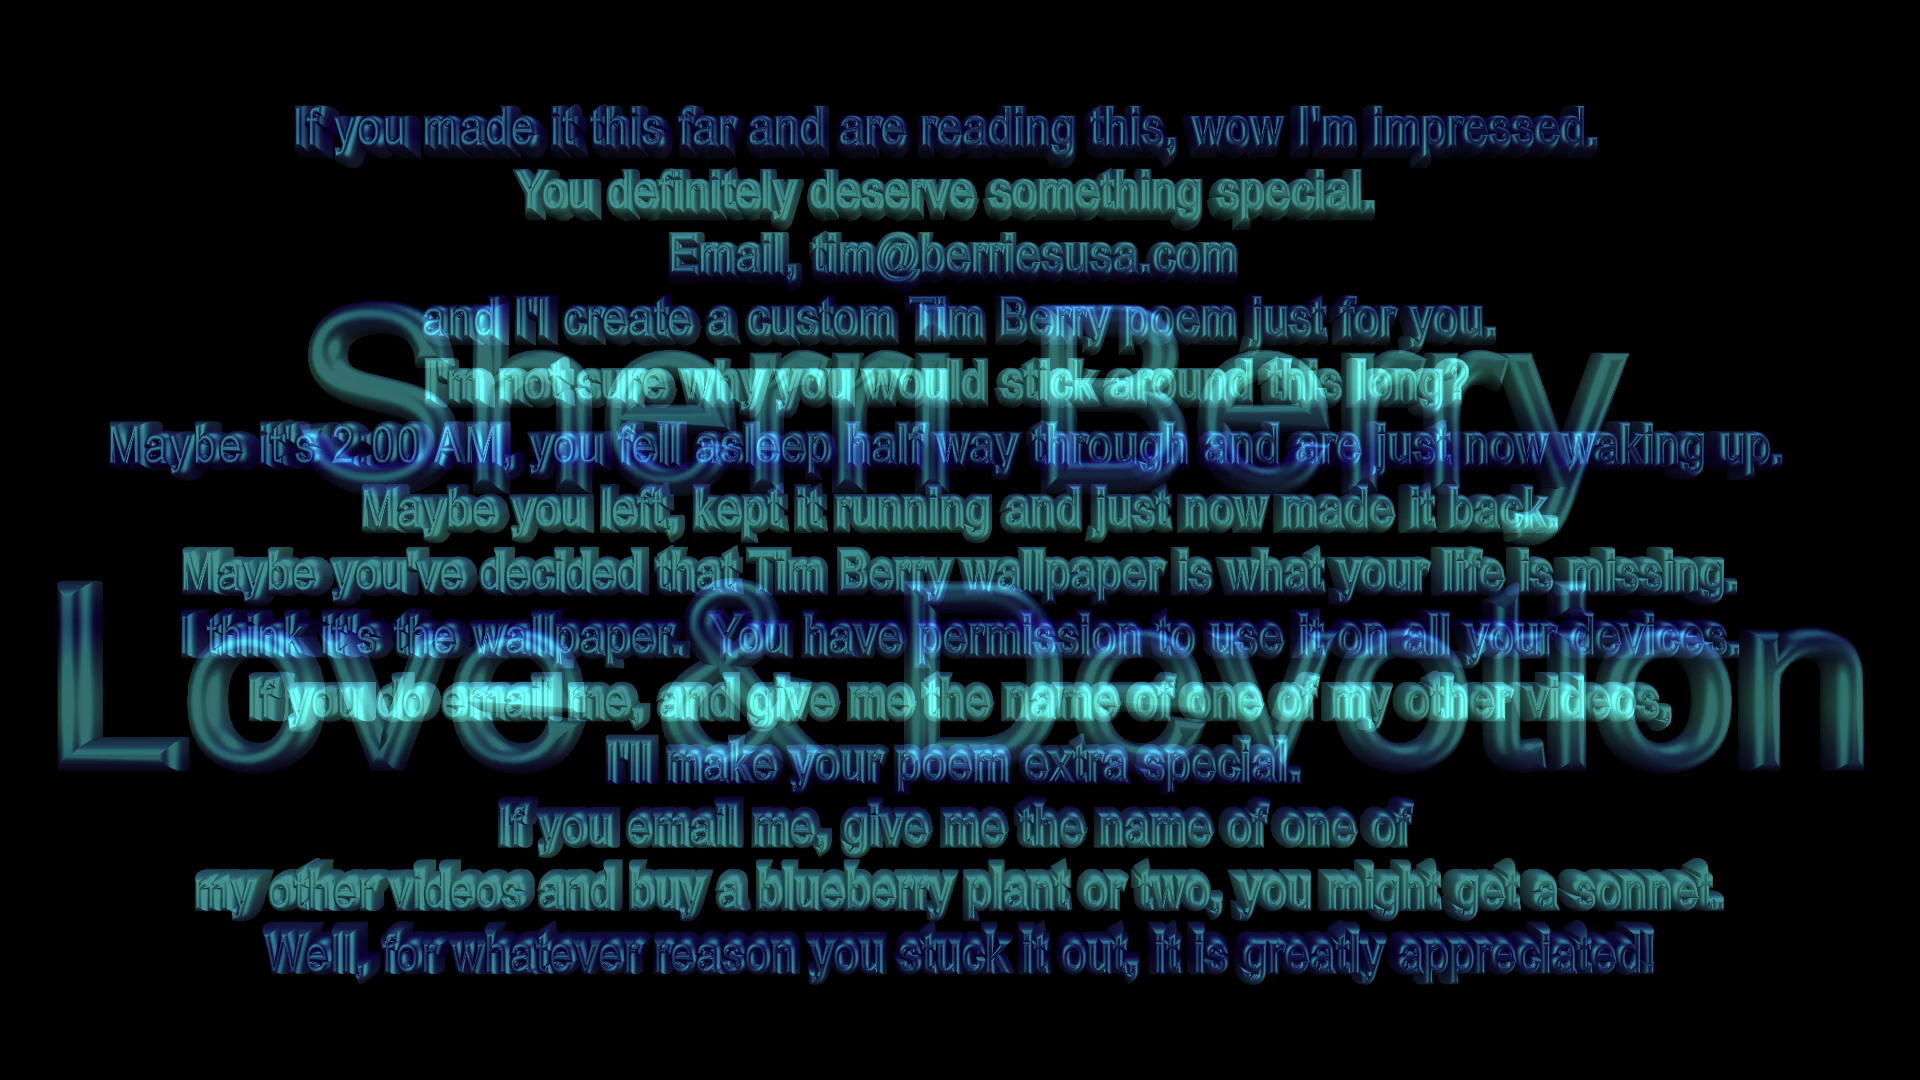 If you made it this far and are reading this, wow I'm impressed.
You definitely deserve something special.
Email, tim@berriesusa.com
and I'l create a custom Tim Berry poem just for you.
Sherri Berry
I'm not sure why you would stick around this long?
Maybe it's 2:00 AM, you fell asleep half way through and are just now waking up.
Maybe you left, kept it running and just now made it back.
Maybe you've decided that Tim Berry wallpaper is what your life is missing.
I think it's the wallpaper. You have permission to use it on all your devices.
Love & Devotion
If you do email me, and give me the name of one of my other videos,
I'll make your poem extra special.
If you email me, give me the name of one of
my other videos and buy a blueberry plant or two, you might get a sonnet.
Well, for whatever reason you stuck it out, it is greatly appreciated!